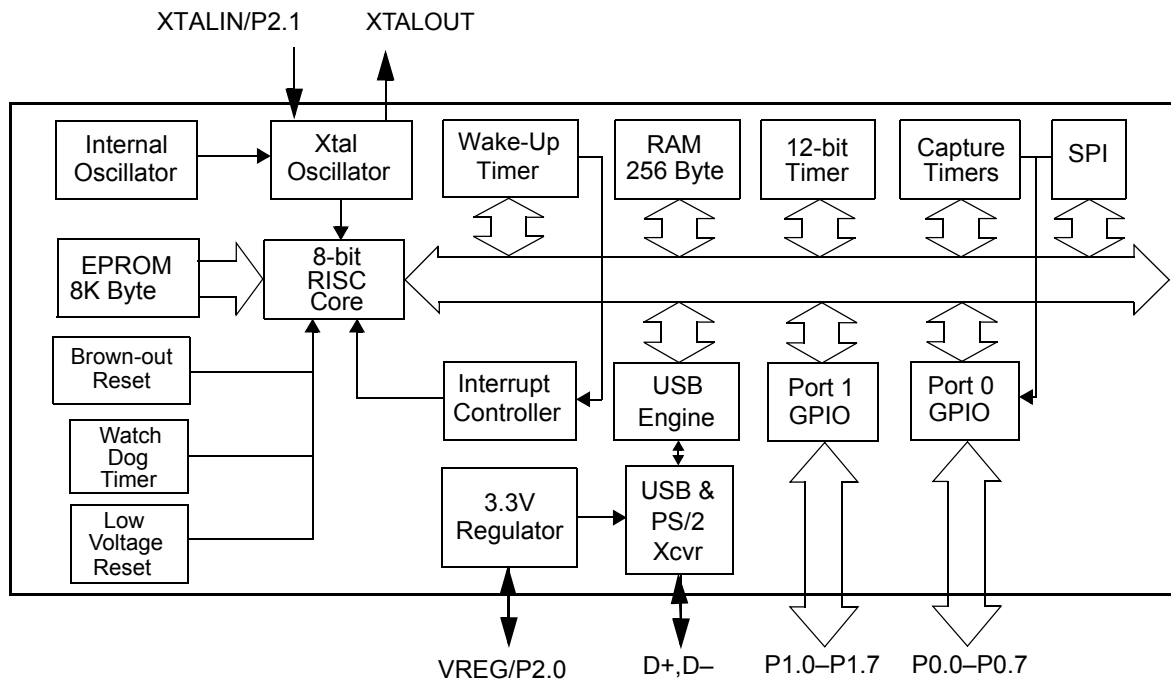 XTALIN/P2.1
XTALOUT
Internal
Oscillator
Xtal
Oscillator
Wake-Up
Timer
RAM
256 Byte
12-bit
Timer
Capture
Timers
SPI
EPROM
8K Byte
8-bit
RISC
Core
Brown-out
Reset
Interrupt
Controller
USB
Engine
Port 1
GPIO
Port 0
GPIO
Watch
Dog
Timer
3.3V
Regulator
USB &
PS/2
Xcvr
Low
Voltage
Reset
VREG/P2.0
D+,D–
P1.0–P1.7
P0.0–P0.7